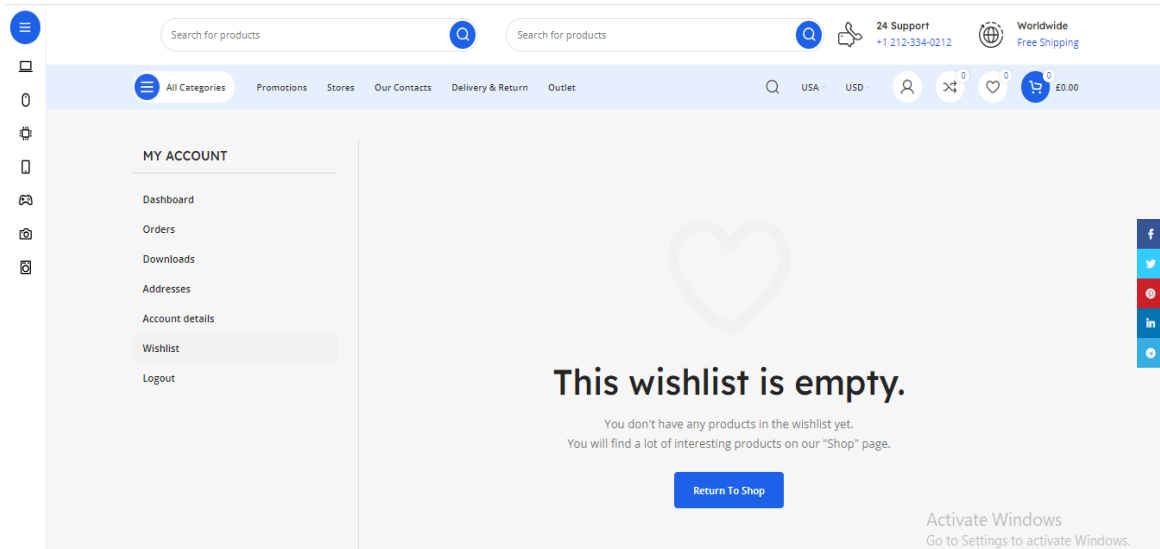 Search for products
Search for products
24 Support
+1 212-334-0212
Worldwide
Free Shipping
All Categories
Promotions
Stores
Our Contacts
Delivery & Return
Outlet
USA
USD
0
0
0
£0.00
MY ACCOUNT
Dashboard
Orders
Downloads
Addresses
Account details
Wishlist
Logout
This wishlist is empty.
You don't have any products in the wishlist yet.
You will find a lot of interesting products on our "Shop" page.
Return To Shop
Activate Windows
Go to Settings to activate Windows.